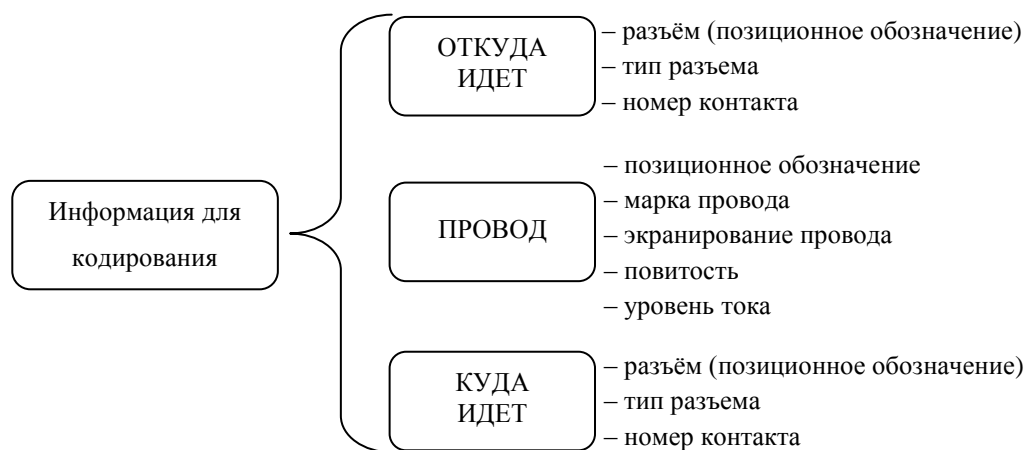 Информация для
кодирования
ОТКУДА
ИДЕТ
– разъём (позиционное обозначение)
– тип разъема
– номер контакта
ПРОВОД
– позиционное обозначение
– марка провода
– экранирование провода
– повитость
– уровень тока
КУДА
ИДЕТ
– разъём (позиционное обозначение)
– тип разъема
– номер контакта